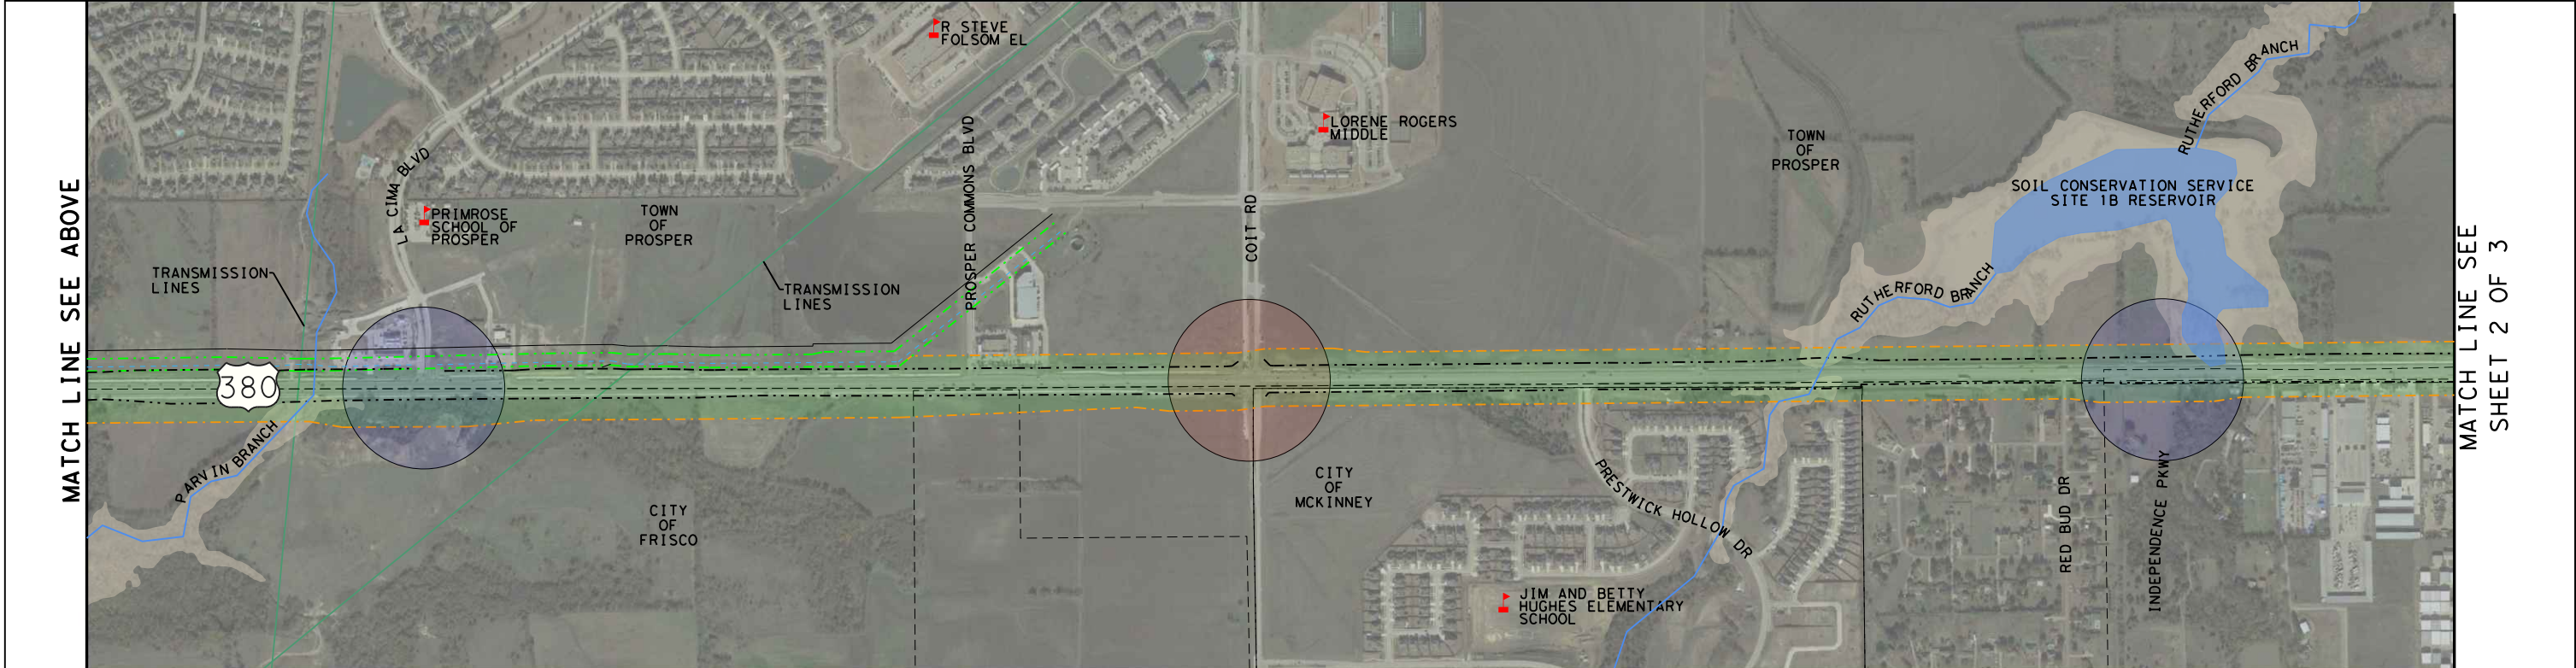 MATCH LINE SEE ABOVE
R STEVE
FOLSOM EL
LORENE ROGERS
MIDDLE
RUTHERFORD BRANCH
TOWN
OF
PROSPER
SOIL CONSERVATION SERVICE
SITE 1B RESERVOIR
LA CIMA BLVD
PRIMROSE
SCHOOL OF
PROSPER
TOWN
OF
PROSPER
PROSPER COMMONS BLVD
COIT RD
TRANSMISSION
LINES
TRANSMISSION
LINES
RUTHERFORD BRANCH
380
PARVIN BRANCH
CITY
OF
FRISCO
CITY
OF
MCKINNEY
PRESTWICK HOLLOW DR
JIM AND BETTY
HUGHES ELEMENTARY
SCHOOL
RED BUD DR
INDEPENDENCE PKWY
MATCH LINE SEE
SHEET 2 OF 3